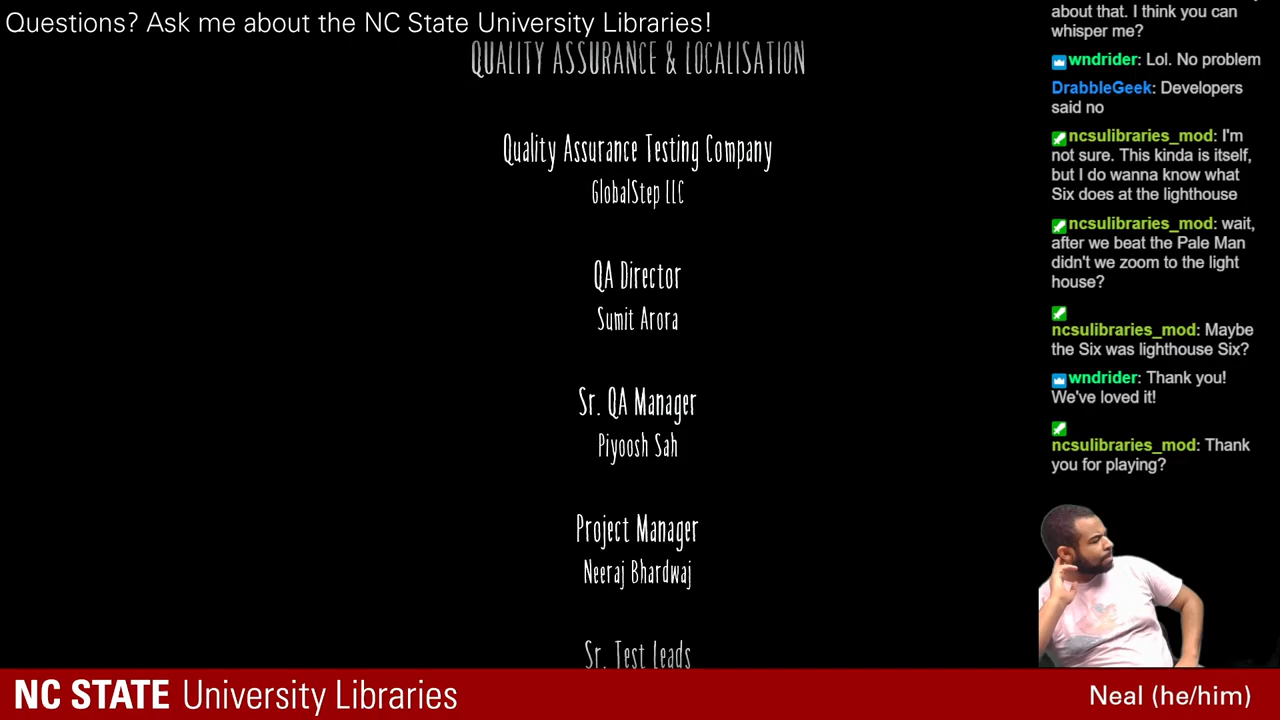 Questions? Ask me about the NC State University Libraries!
QUALITY ASSURANCE & LOCALISATION
Quality Assurance Testing Company
GlobalStep LLC
QA Director
Sumit Arora
Sr. QA Manager
Piyoosh Sah
Project Manager
Neeraj Bhardwaj
Sr. Test Leads
about that. I think you can
whisper me?
wndrider: Lol. No problem
DrabbleGeek: Developers
said no
ncsulibraries_mod: I'm
not sure. This kinda is itself,
but I do wanna know what
Six does at the lighthouse
ncsulibraries_mod: wait,
after we beat the Pale Man
didn't we zoom to the light
house?
ncsulibraries_mod: Maybe
the Six was lighthouse Six?
wndrider: Thank you!
We've loved it!
ncsulibraries_mod: Thank
you for playing?
NC STATE University Libraries
Neal (he/him)